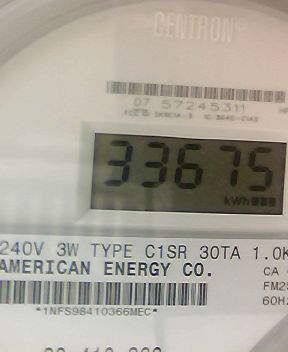 CENTRON®
07 57245311
33675
kWh
240V 3W TYPE C1SR 30TA 1.0K
AMERICAN ENERGY CO.
CA
FM2S
60HZ
*1NFS98410366MEC*